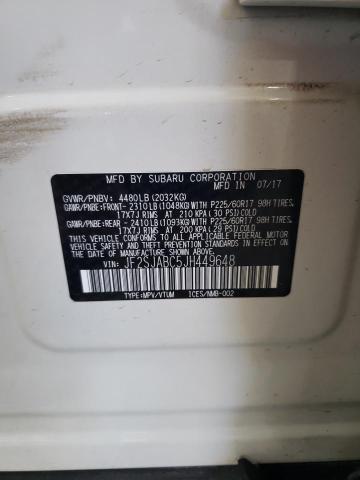 MFD BY SUBARU CORPORATION
MFD IN 07/17
GVWR/PNBV: 4480LB (2032KG)
GAWR/PNBE:FRONT- 2310LB (1048KG) WITH P225/60R17 98H TIRES,
17X7J RIMS AT 210 KPA (30 PSI) COLD
GAWR/PNBE:REAR - 2410LB (1093KG) WITH P225/60R17 98H TIRES,
17X7J RIMS AT 200 KPA (29 PSI) COLD
THIS VEHICLE CONFORMS TO ALL APPLICABLE
FEDERAL MOTOR VEHICLE SAFETY STANDARDS IN EFFECT ON THE
DATE OF MANUFACTURE SHOWN ABOVE.
VIN: JF2SJABC5JH449648
TYPE:MPV/VTUM ICES/NMB-002